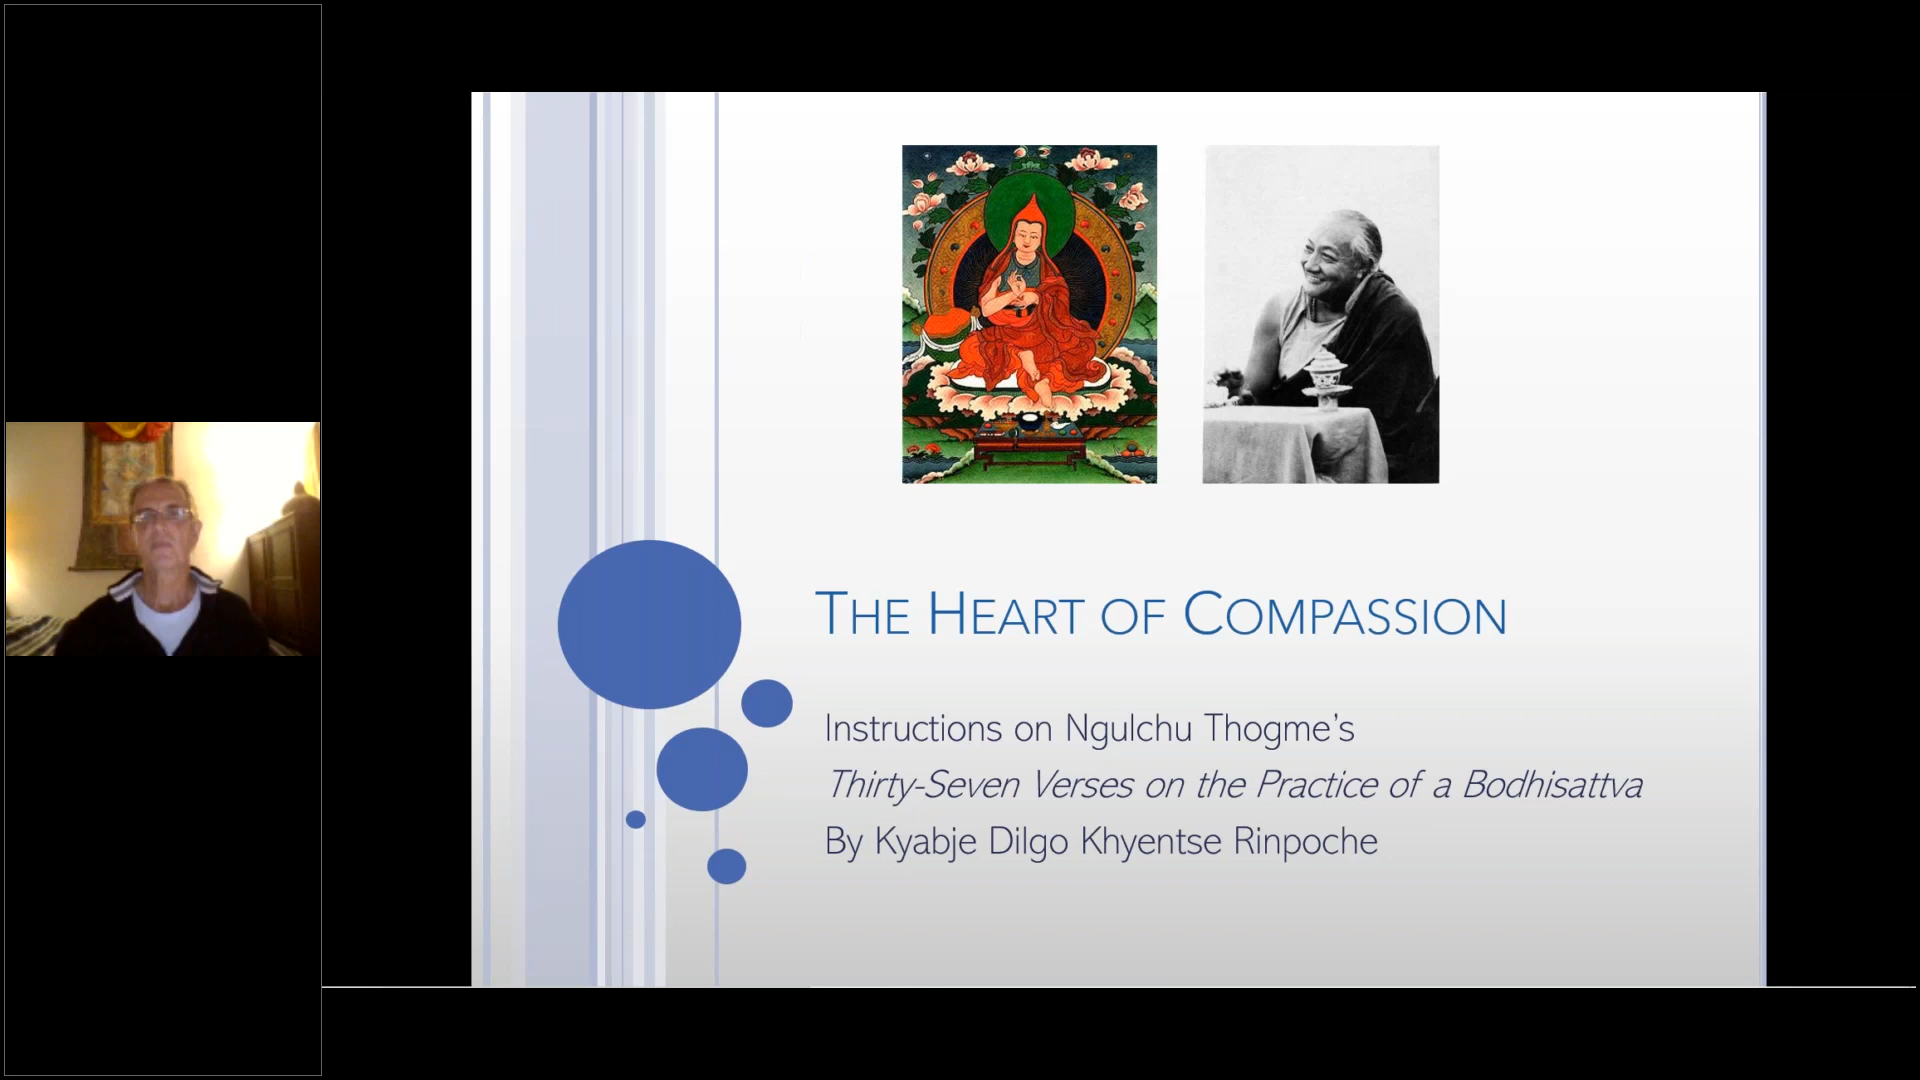 The Heart of Compassion
Instructions on Ngulchu Thogme’s
Thirty-Seven Verses on the Practice of a Bodhisattva
By Kyabje Dilgo Khyentse Rinpoche